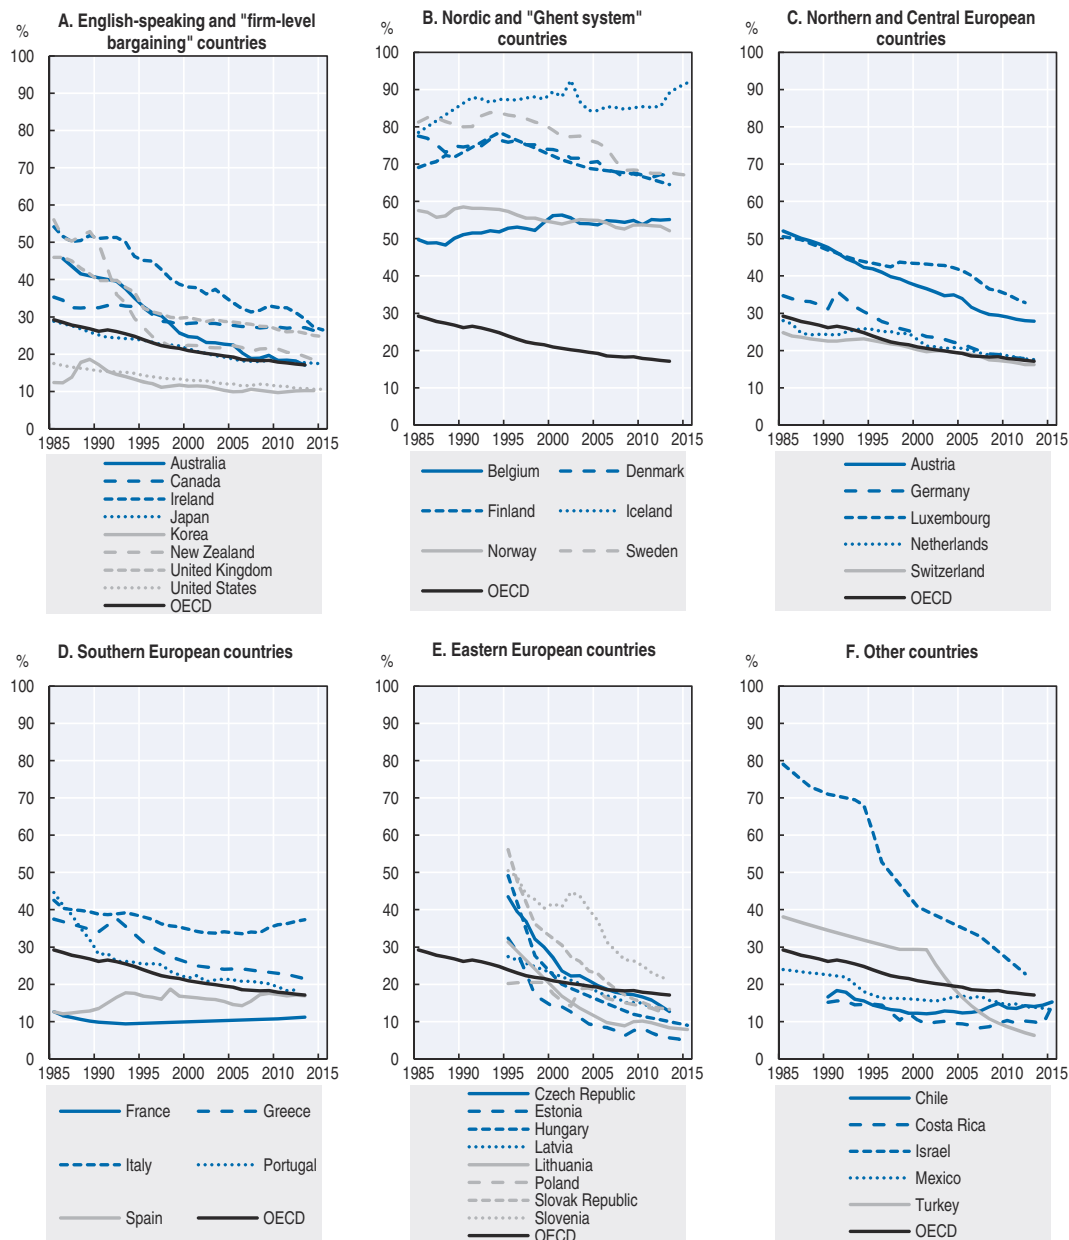 A. English-speaking and "firm-level
bargaining" countries
%
100
90
80
70
60
50
40
30
20
10
0
1985 1990 1995 2000 2005 2010 2015
Australia
Canada
Ireland
Japan
Korea
New Zealand
United Kingdom
United States
OECD
B. Nordic and "Ghent system"
countries
%
100
90
80
70
60
50
40
30
20
10
0
1985 1990 1995 2000 2005 2010 2015
Belgium Denmark
Finland Iceland
Norway Sweden
OECD
C. Northern and Central European
countries
%
100
90
80
70
60
50
40
30
20
10
0
1985 1990 1995 2000 2005 2010 2015
Austria
Germany
Luxembourg
Netherlands
Switzerland
OECD
D. Southern European countries
%
100
90
80
70
60
50
40
30
20
10
0
1985 1990 1995 2000 2005 2010 2015
France Greece
Italy Portugal
Spain OECD
E. Eastern European countries
%
100
90
80
70
60
50
40
30
20
10
0
1985 1990 1995 2000 2005 2010 2015
Czech Republic
Estonia
Hungary
Latvia
Lithuania
Poland
Slovak Republic
Slovenia
OECD
F. Other countries
%
100
90
80
70
60
50
40
30
20
10
0
1985 1990 1995 2000 2005 2010 2015
Chile
Costa Rica
Israel
Mexico
Turkey
OECD